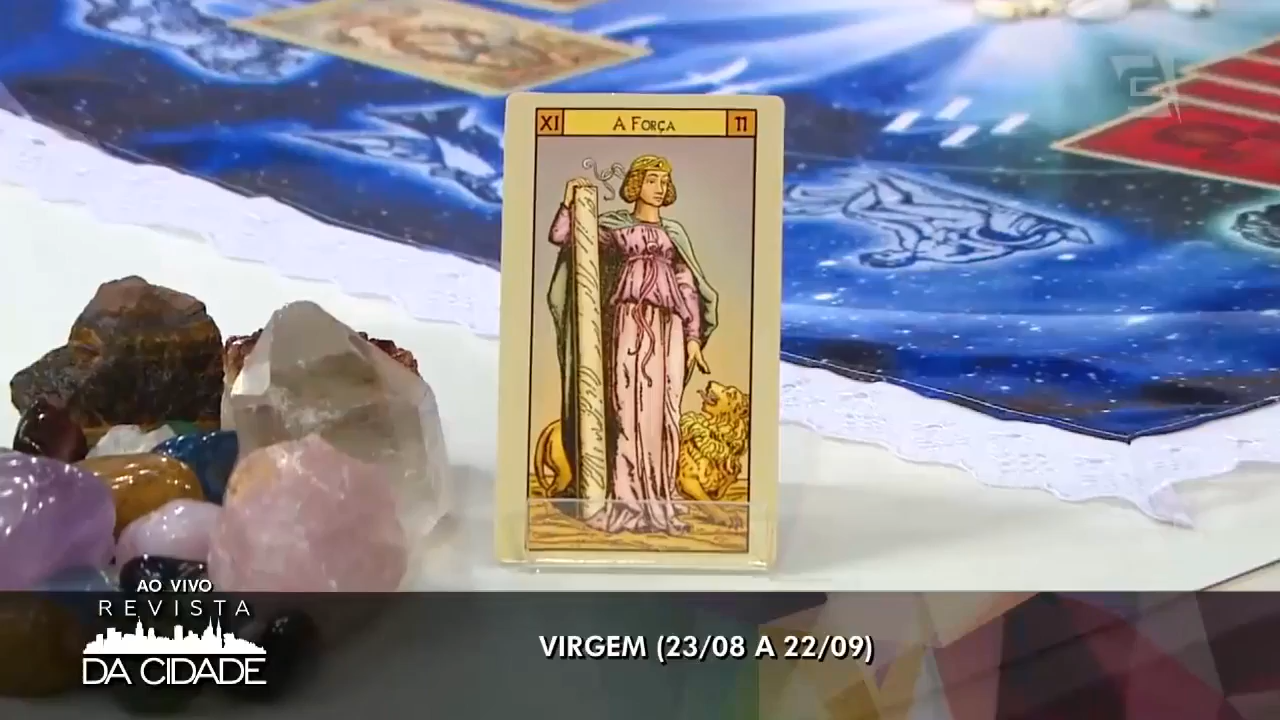 XI A FORÇA 11
AO VIVO
REVISTA
DA CIDADE
VIRGEM (23/08 A 22/09)